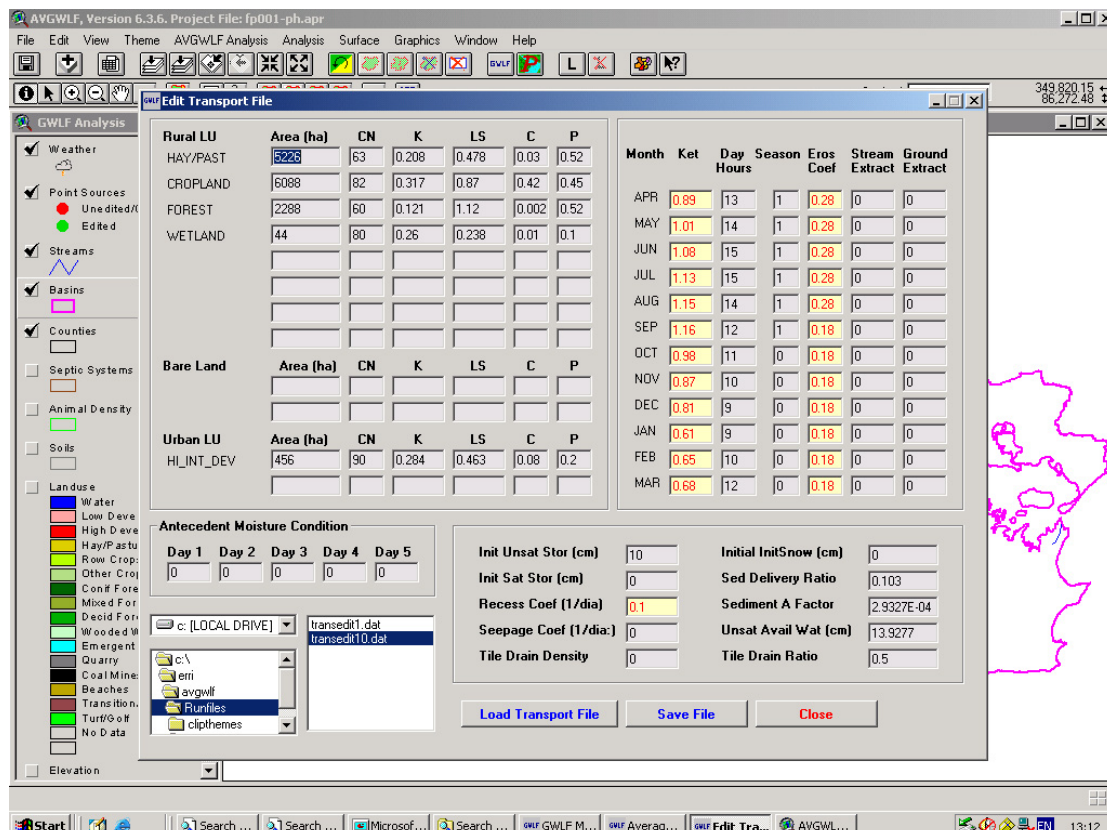 AVGWLF, Version 6.3.6. Project File: fp001-ph.apr
File Edit View Theme AVGWLF Analysis Analysis Surface Graphics Window Help
GWLF P L
349,820.15
86,272.48
GWLF Edit Transport File
GWLF Analysis
Weather
Point Sources
Unedited/(
Edited
Streams
Basins
Counties
Septic Systems
Animal Density
Soils
Landuse
Water
Low Deve
High Deve
Hay/Pastu
Row Crop:
Other Crop
Conif Fore
Mixed For
Decid For
Wooded W
Emergent
Quarry
Coal Mine:
Beaches
Transition.
Turf/Golf
No Data
Elevation
Rural LU Area (ha) CN K LS C P
HAY/PAST 5226 63 0.208 0.478 0.03 0.52
CROPLAND 6088 82 0.317 0.87 0.42 0.45
FOREST 2288 60 0.121 1.12 0.002 0.52
WETLAND 44 80 0.26 0.238 0.01 0.1
Bare Land Area (ha) CN K LS C P
Urban LU Area (ha) CN K LS C P
HI_INT_DEV 456 90 0.284 0.463 0.08 0.2
Month Ket Day Hours Season Eros Coef Stream Extract Ground Extract
APR 0.89 13 1 0.28 0 0
MAY 1.01 14 1 0.28 0 0
JUN 1.08 15 1 0.28 0 0
JUL 1.13 15 1 0.28 0 0
AUG 1.15 14 1 0.28 0 0
SEP 1.16 12 1 0.18 0 0
OCT 0.98 11 0 0.18 0 0
NOV 0.87 10 0 0.18 0 0
DEC 0.81 9 0 0.18 0 0
JAN 0.61 9 0 0.18 0 0
FEB 0.65 10 0 0.18 0 0
MAR 0.68 12 0 0.18 0 0
Antecedent Moisture Condition
Day 1 Day 2 Day 3 Day 4 Day 5
0 0 0 0 0
c: [LOCAL DRIVE]
c:\
erri
avgwlf
Runfiles
clipthemes
transedit1.dat
transedit10.dat
Init Unsat Stor (cm) 10 Initial InitSnow (cm) 0
Init Sat Stor (cm) 0 Sed Delivery Ratio 0.103
Recess Coef (1/dia) 0.1 Sediment A Factor 2.9327E-04
Seepage Coef (1/dia:) 0 Unsat Avail Wat (cm) 13.9277
Tile Drain Density 0 Tile Drain Ratio 0.5
Load Transport File Save File Close
Start Search ... Search ... Microsof... Search ... GWLF GWLF M... GWLF Averag... GWLF Edit Tra... AVGWL... EN 13:12